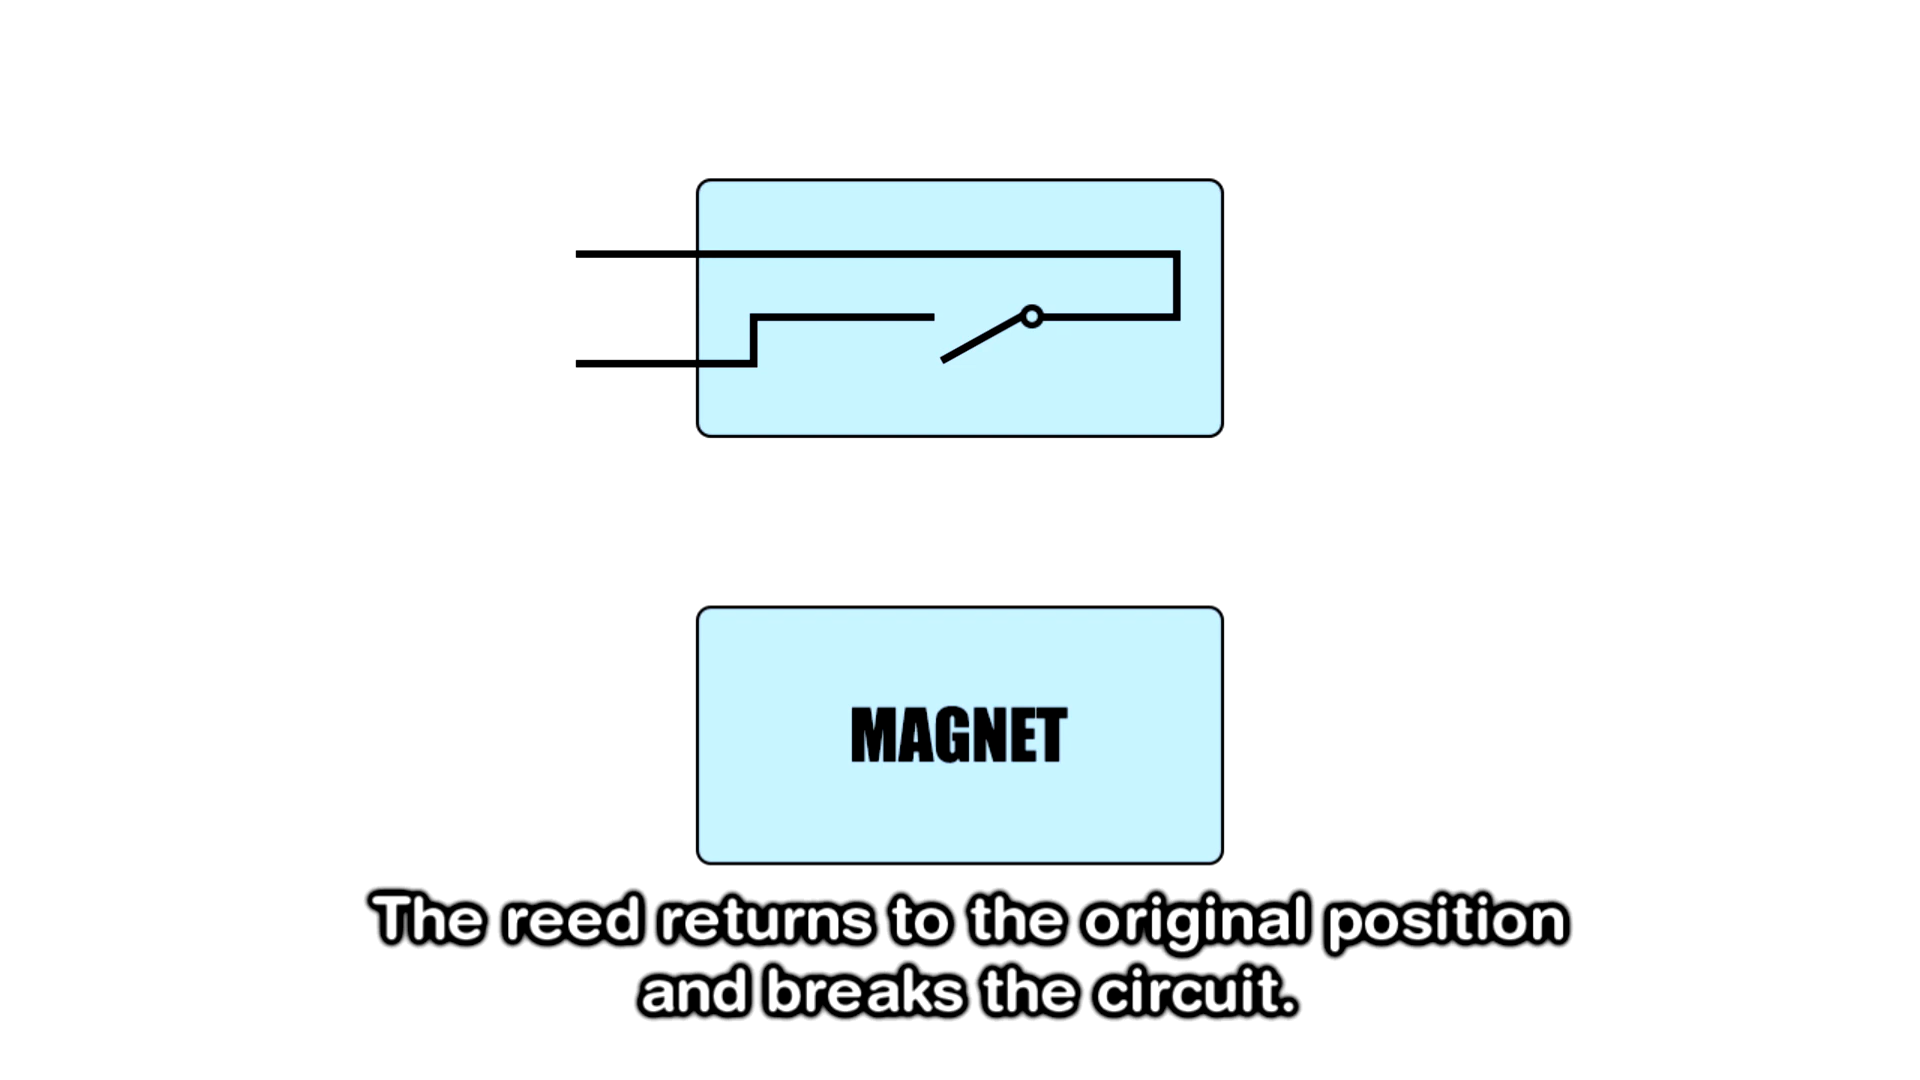 MAGNET
The reed returns to the original position
and breaks the circuit.